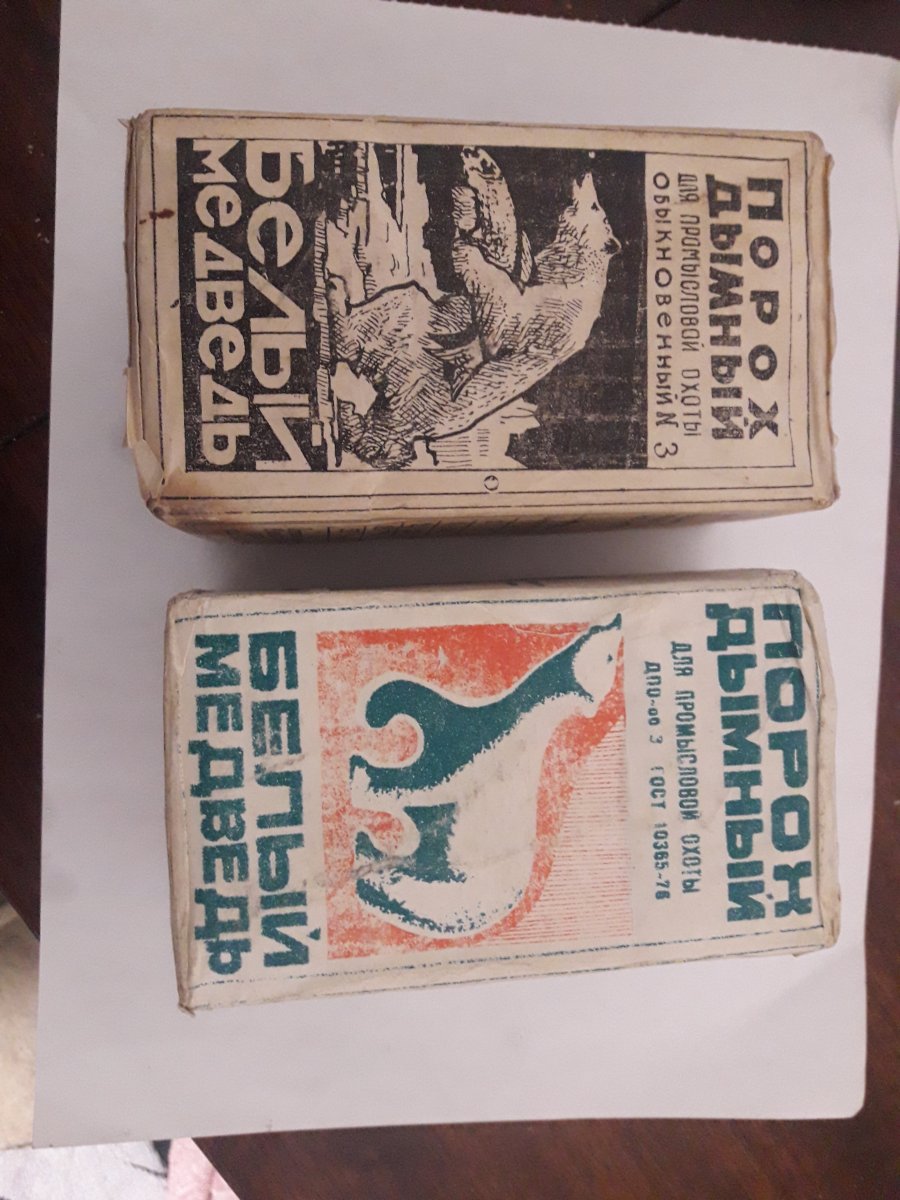 ПОРОХ
ДЫМНЫЙ
ДЛЯ ПРОМЫСЛОВОЙ ОХОТЫ
ОБЫКНОВЕННЫЙ N 3
БЕЛЫЙ
МЕДВЕДЬ
ПОРОХ
ДЫМНЫЙ
ДЛЯ ПРОМЫСЛОВОЙ ОХОТЫ
ДПО-оо 3 ГОСТ 10365-76
БЕЛЫЙ
МЕДВЕДЬ